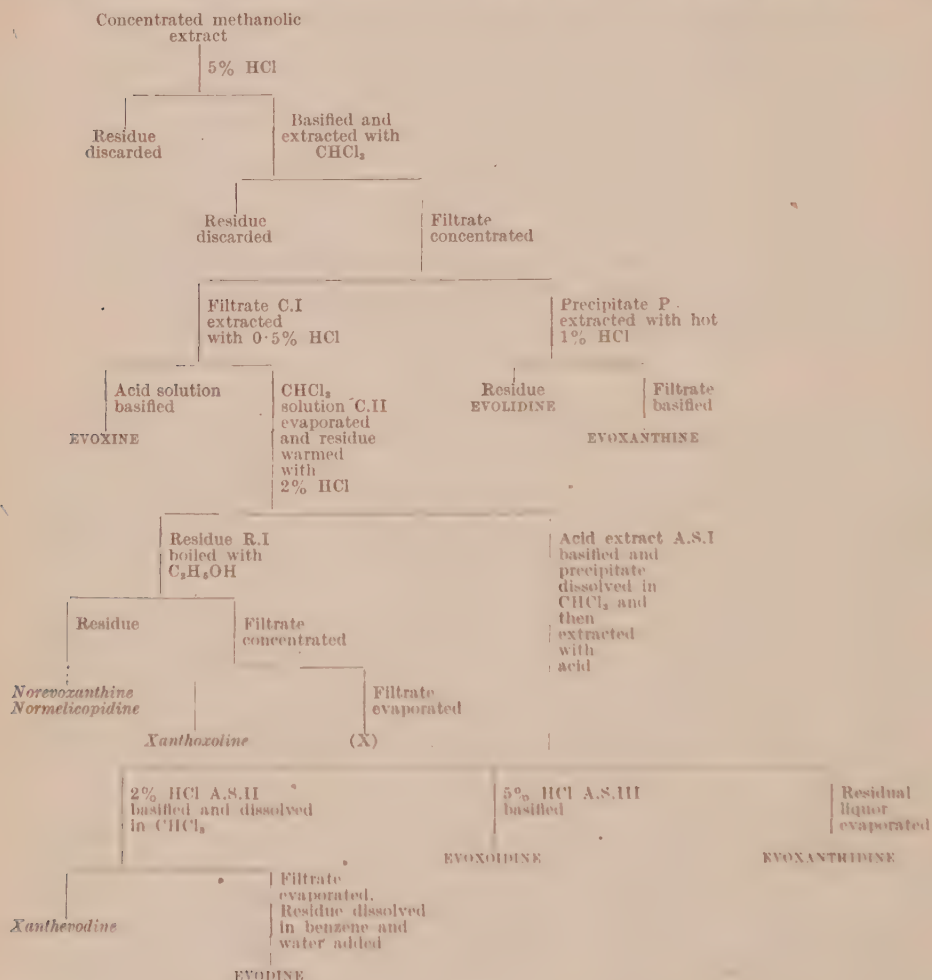 Concentrated methanolic
extract
5% HCl
Residue
discarded
Basified and
extracted with
CHCl₃
Residue
discarded
Filtrate
concentrated
Filtrate C.I
extracted
with 0·5% HCl
Precipitate P
extracted with hot
1% HCl
Acid solution
basified
EVOXINE
CHCl₃
solution C.II
evaporated
and residue
warmed
with
2% HCl
Residue
EVOLIDINE
Filtrate
basified
EVOXANTHINE
Residue R.I
boiled with
C₂H₅OH
Acid extract A.S.I
basified and
precipitate
dissolved in
CHCl₃ and
then
extracted
with
acid
Residue
Filtrate
concentrated
Norevoxanthine
Normelicopidine
Xanthoxoline
Filtrate
evaporated
(X)
2% HCl A.S.II
basified and dissolved
in CHCl₃
5% HCl A.S.III
basified
Residual
liquor
evaporated
EVOXOIDINE
EVOXANTHIDINE
Xanthevodine
Filtrate
evaporated.
Residue dissolved
in benzene and
water added
EVODINE